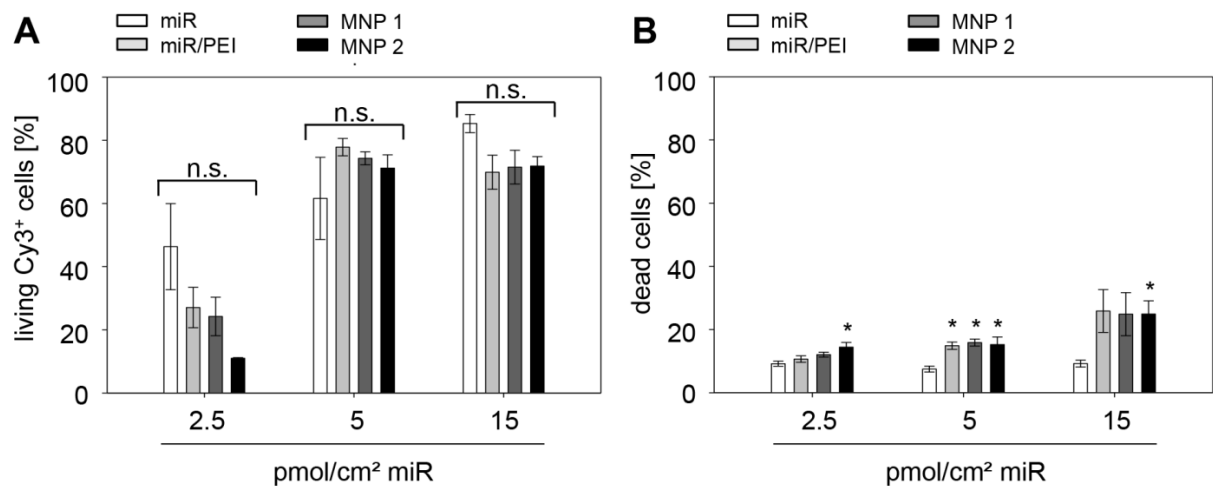 A
miR
miR/PEI
MNP 1
MNP 2
living Cy3⁺ cells [%]
100
80
60
40
20
0
n.s.
n.s.
n.s.
2.5
5
15
pmol/cm² miR
B
miR
miR/PEI
MNP 1
MNP 2
dead cells [%]
100
80
60
40
20
0
*
* * *
*
2.5
5
15
pmol/cm² miR